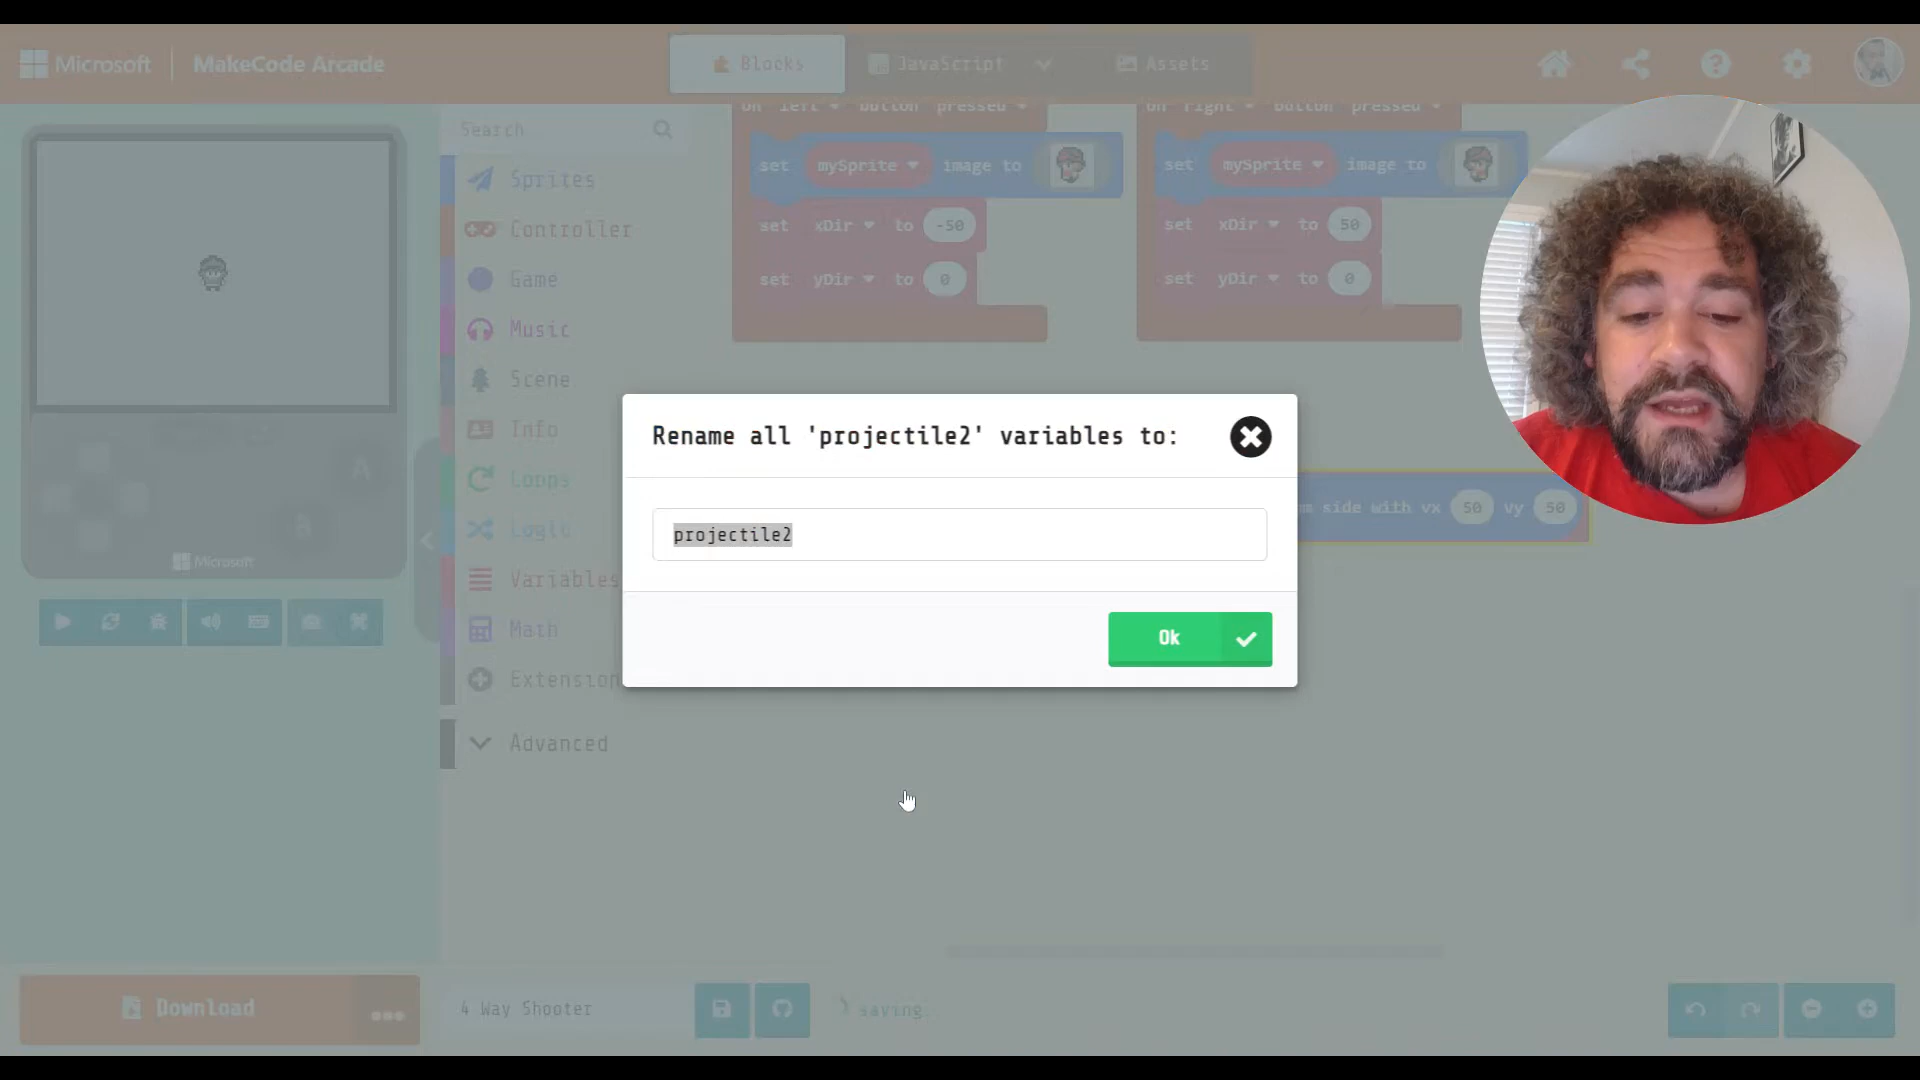 Microsoft
MakeCode Arcade
Blocks
JavaScript
Assets
Search
Sprites
Controller
Game
Music
Scene
Info
Loops
Logic
Variables
Math
Extension
Advanced
on left button pressed
set mySprite image to
set xDir to -50
set yDir to 0
on right button pressed
set mySprite image to
set xDir to 50
set yDir to 0
side with vx 50 vy 50
Rename all 'projectile2' variables to:
projectile2
Ok
A
B
Microsoft
Download
4 Way Shooter
saving.